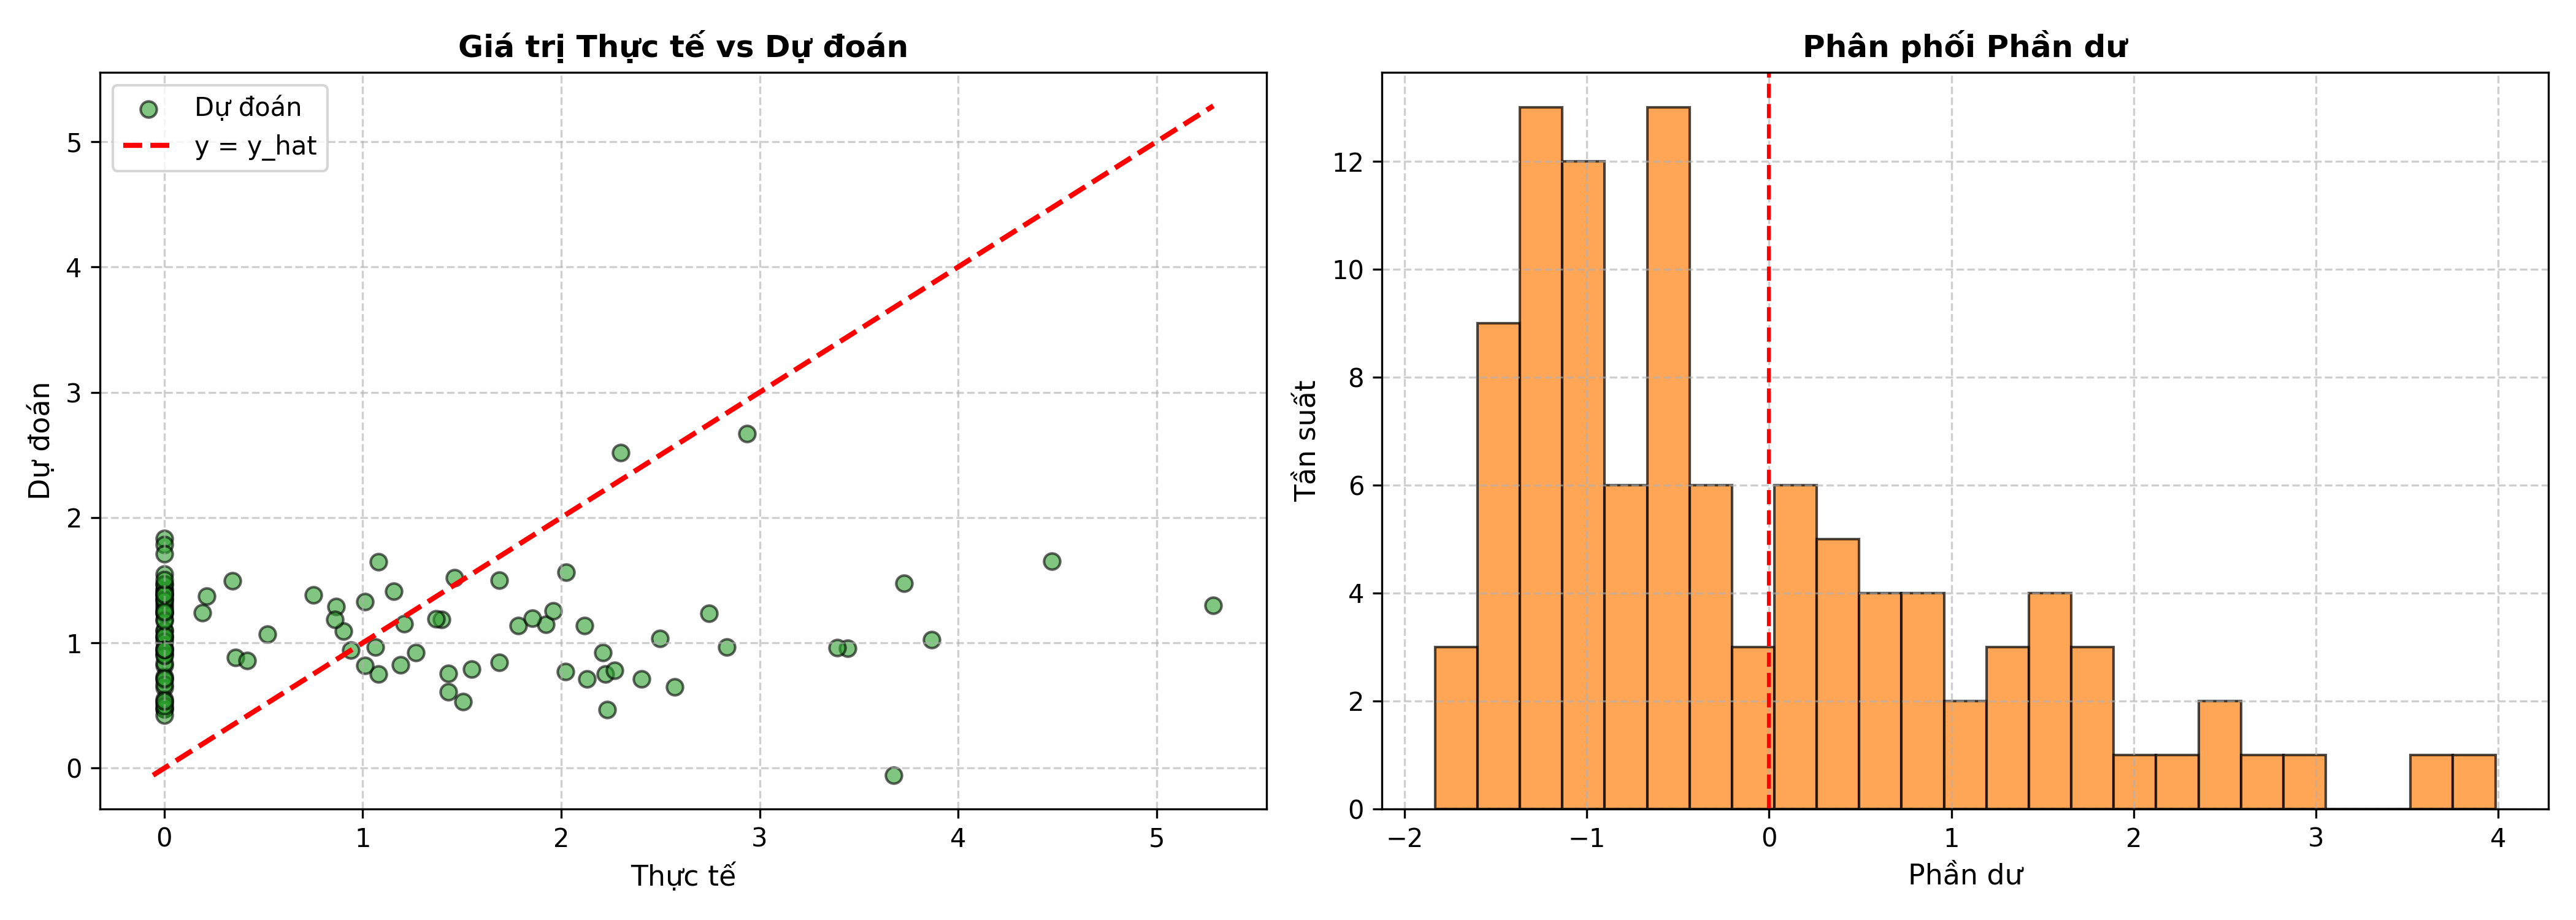 Giá trị Thực tế vs Dự đoán
Dự đoán
y = y_hat
5
4
3
2
1
0
Dự đoán
0 1 2 3 4 5
Thực tế
Phân phối Phần dư
12
10
8
6
4
2
0
Tần suất
−2 −1 0 1 2 3 4
Phần dư